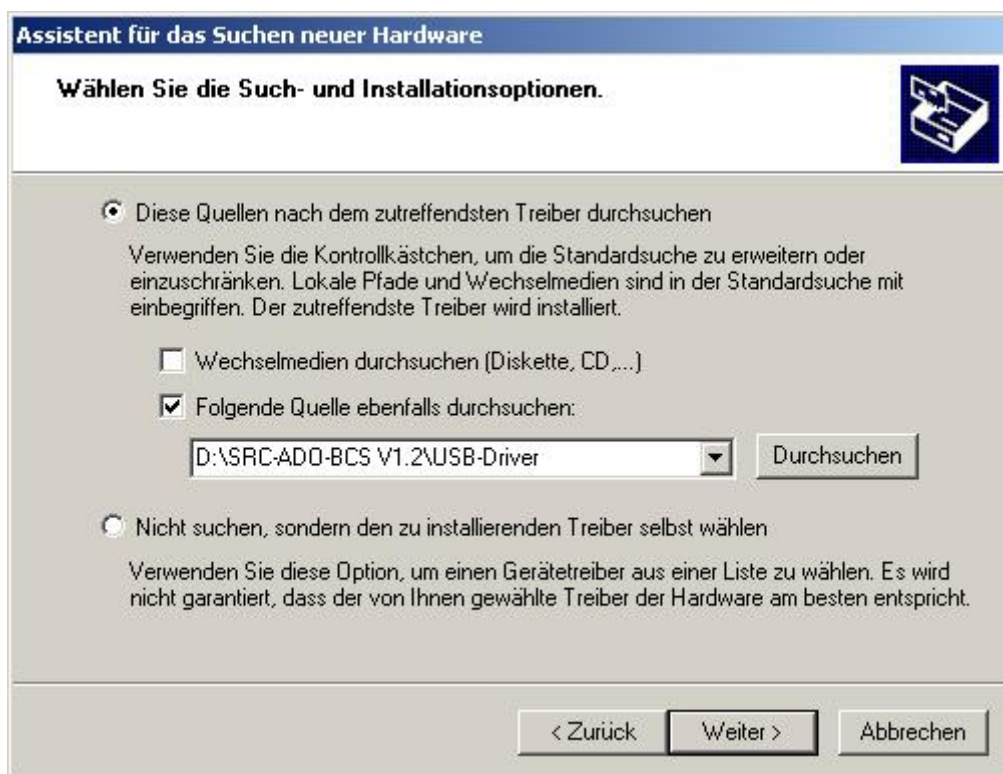 Assistent für das Suchen neuer Hardware
Wählen Sie die Such- und Installationsoptionen.
Diese Quellen nach dem zutreffendsten Treiber durchsuchen
Verwenden Sie die Kontrollkästchen, um die Standardsuche zu erweitern oder
einzuschränken. Lokale Pfade und Wechselmedien sind in der Standardsuche mit
einbegriffen. Der zutreffendste Treiber wird installiert.
Wechselmedien durchsuchen (Diskette, CD,...)
Folgende Quelle ebenfalls durchsuchen:
D:\SRC-ADO-BCS V1.2\USB-Driver Durchsuchen
Nicht suchen, sondern den zu installierenden Treiber selbst wählen
Verwenden Sie diese Option, um einen Gerätetreiber aus einer Liste zu wählen. Es wird
nicht garantiert, dass der von Ihnen gewählte Treiber der Hardware am besten entspricht.
< Zurück Weiter > Abbrechen